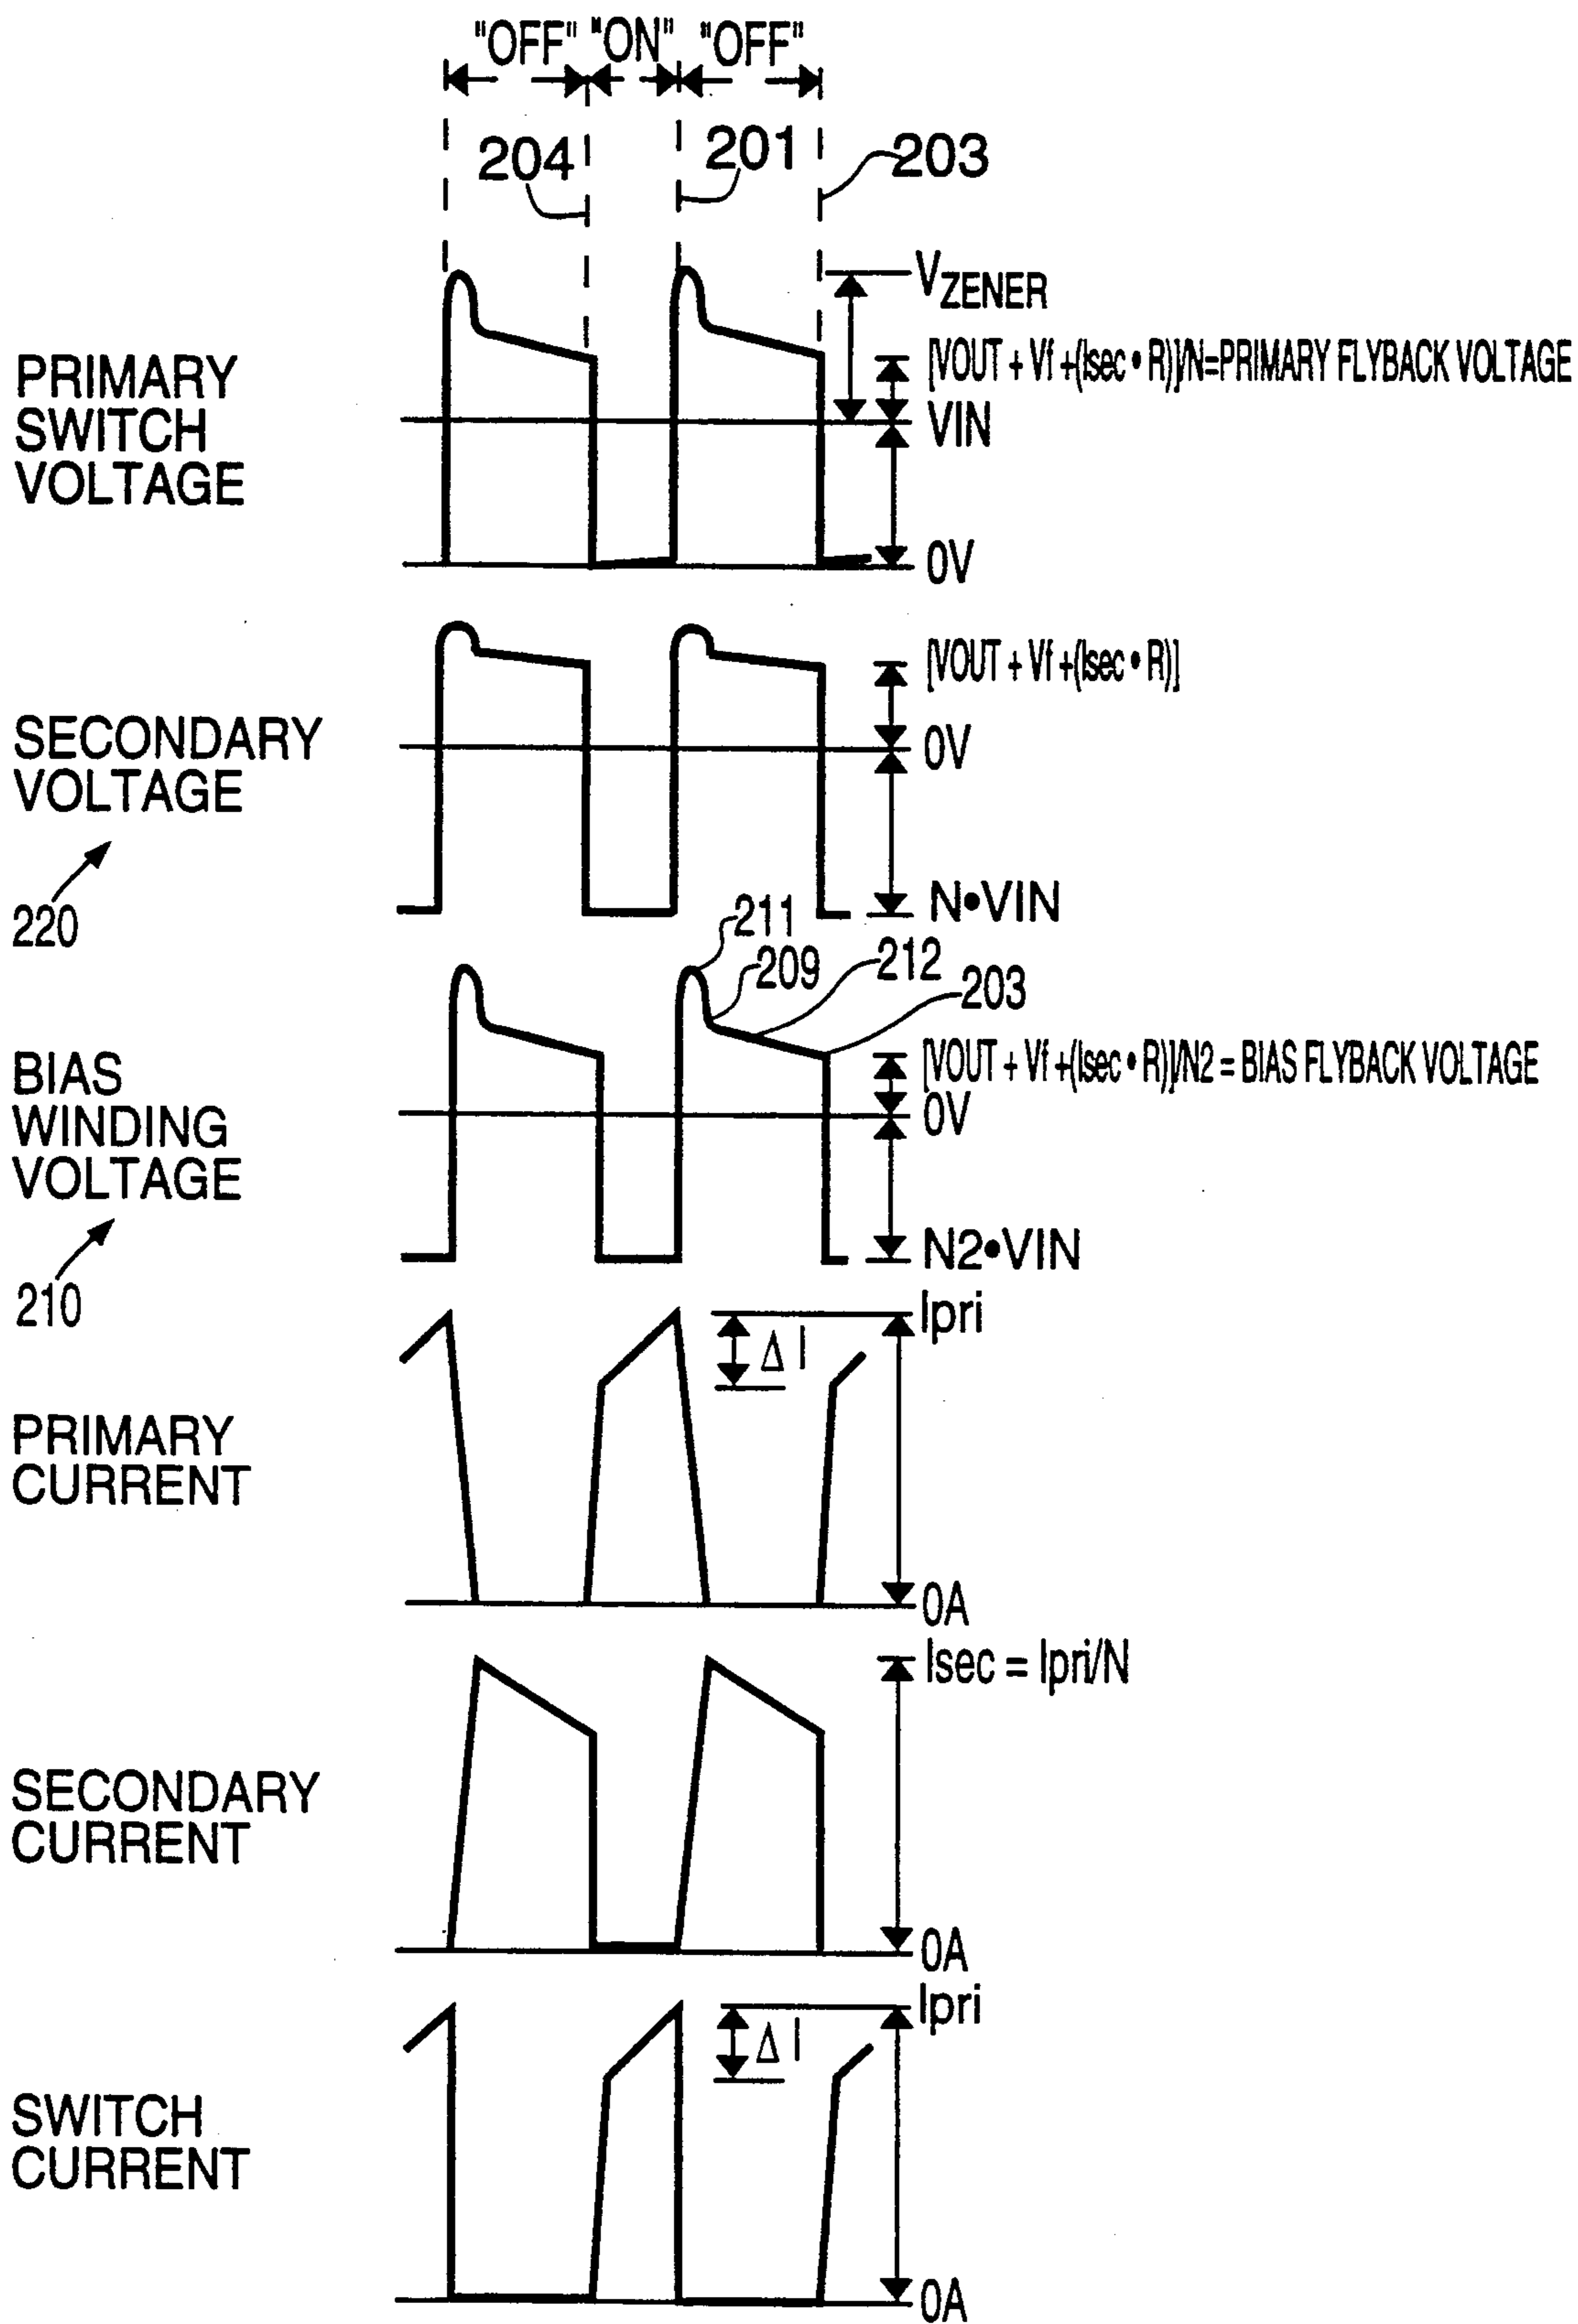 "OFF" "ON" "OFF"
204 201 203
PRIMARY
SWITCH
VOLTAGE
VZENER
[VOUT + Vf +(Isec • R)]/N=PRIMARY FLYBACK VOLTAGE
VIN
0V
SECONDARY
VOLTAGE
220
[VOUT + Vf +(Isec • R)]
0V
N•VIN
211
209
212
203
BIAS
WINDING
VOLTAGE
210
[VOUT + Vf +(Isec • R)]/N2 = BIAS FLYBACK VOLTAGE
0V
N2•VIN
PRIMARY
CURRENT
Ipri
Δ I
0A
SECONDARY
CURRENT
Isec = Ipri/N
0A
SWITCH
CURRENT
Ipri
Δ I
0A